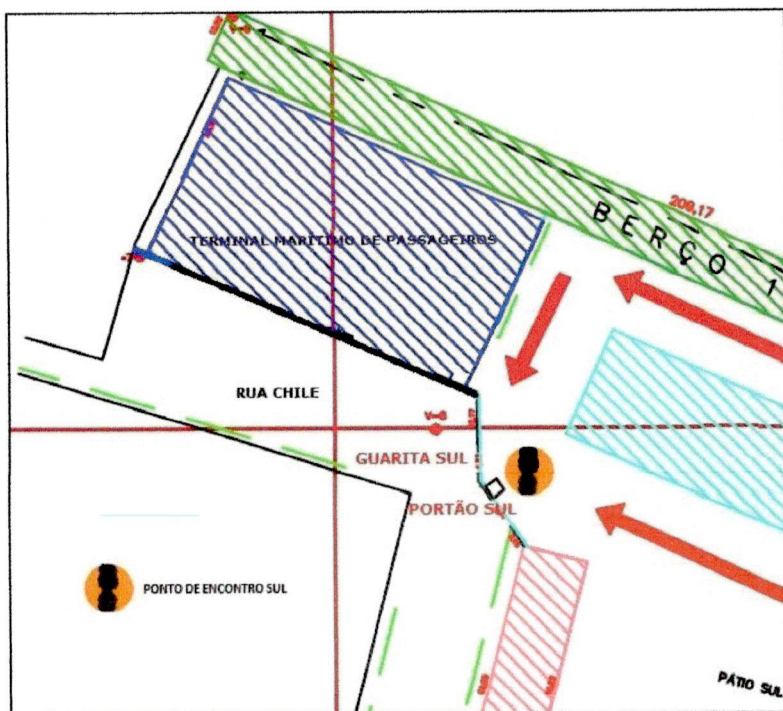 209,17
BERÇO 1
TERMINAL MARÍTIMO DE PASSAGEIROS
RUA CHILE
GUARITA SUL
PORTÃO SUL
PONTO DE ENCONTRO SUL
PÁTIO SUL